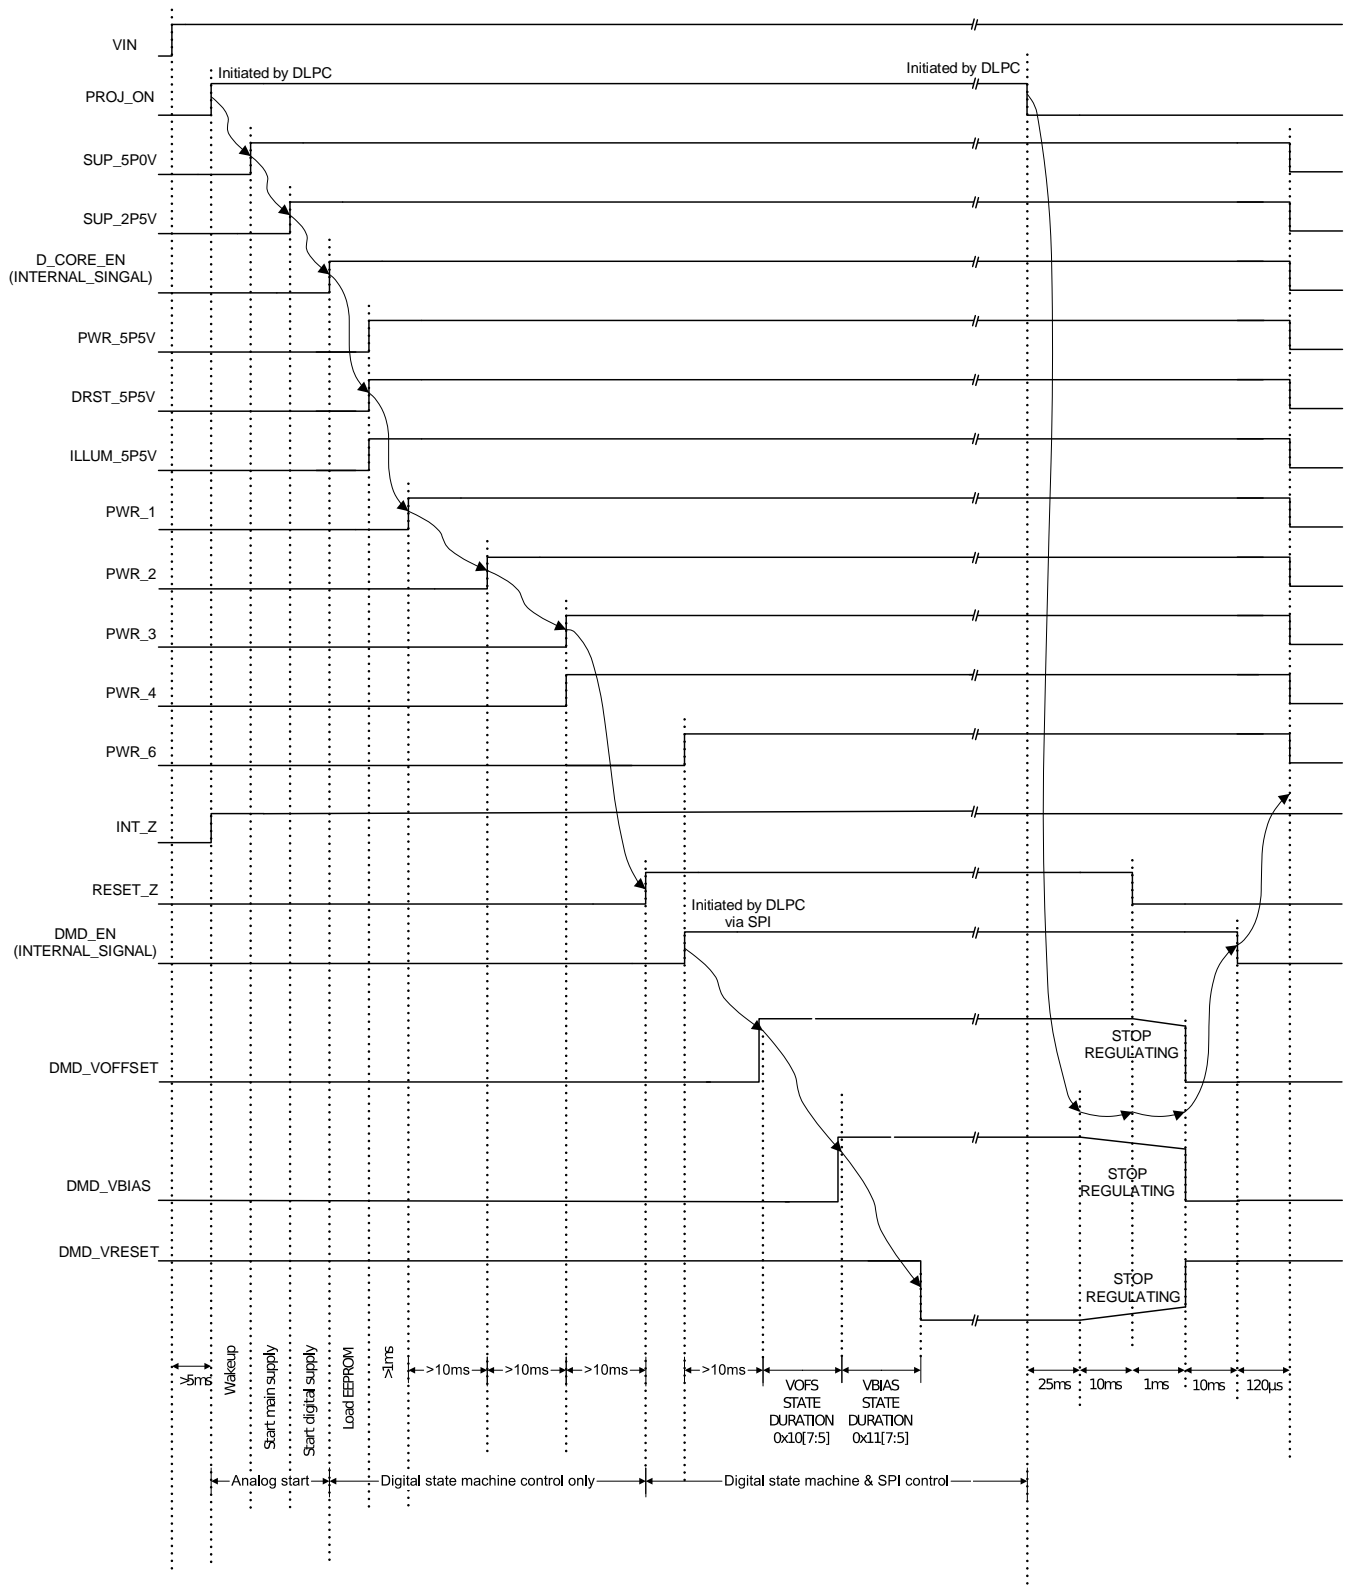 VIN
Initiated by DLPC
Initiated by DLPC
PROJ_ON
SUP_5P0V
SUP_2P5V
D_CORE_EN
(INTERNAL_SINGAL)
PWR_5P5V
DRST_5P5V
ILLUM_5P5V
PWR_1
PWR_2
PWR_3
PWR_4
PWR_6
INT_Z
RESET_Z
Initiated by DLPC
via SPI
DMD_EN
(INTERNAL_SIGNAL)
STOP
REGULATING
DMD_VOFFSET
STOP
REGULATING
DMD_VBIAS
DMD_VRESET
STOP
REGULATING
>5ms
Wakeup
Start main supply
Start digital supply
Load EEPROM
>1ms
>10ms
>10ms
>10ms
>10ms
VOFS
STATE
DURATION
0x10[7:5]
VBIAS
STATE
DURATION
0x11[7:5]
25ms
10ms
1ms
10ms
120µs
Analog start
Digital state machine control only
Digital state machine & SPI control